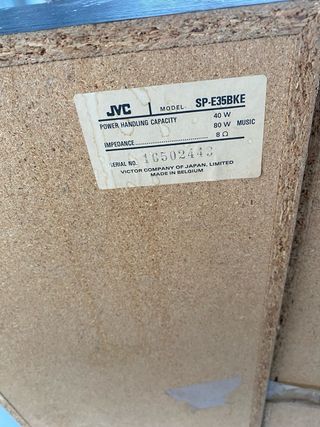 JVC MODEL SP-E35BKE
POWER HANDLING CAPACITY 40 W
80 W MUSIC
IMPEDANCE 8 Ω
SERIAL NO. 16502443
VICTOR COMPANY OF JAPAN, LIMITED
MADE IN BELGIUM